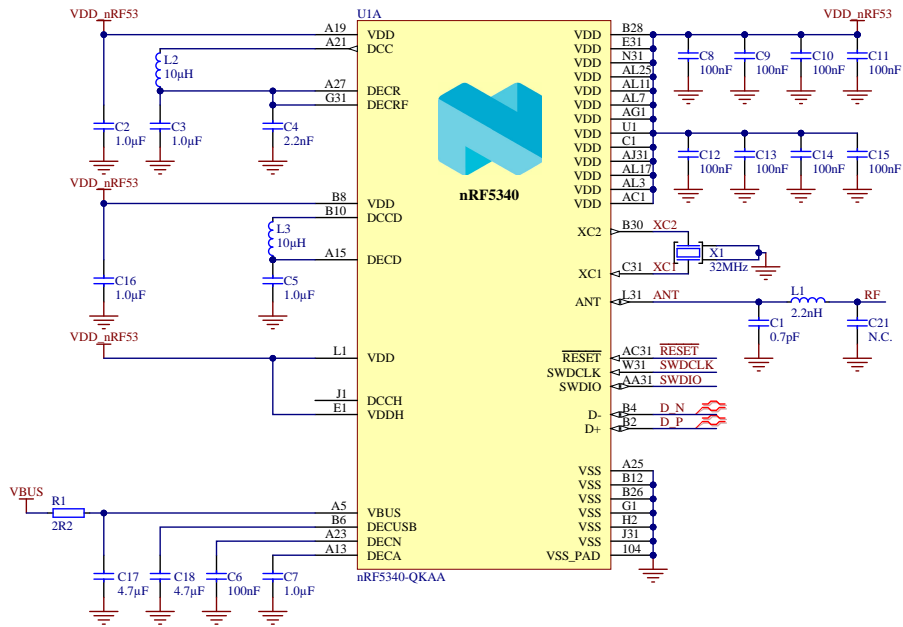 VDD_nRF53
U1A
VDD_nRF53
A19 VDD
A21 DCC
L2
10µH
A27 DECR
G31 DECRF
C2
1.0µF
C3
1.0µF
C4
2.2nF
VDD_nRF53
B8 VDD
B10 DCCD
L3
10µH
A15 DECD
C16
1.0µF
C5
1.0µF
VDD_nRF53
L1 VDD
J1 DCCH
E1 VDDH
VBUS
R1
2R2
A5 VBUS
B6 DECUSB
A23 DECN
A13 DECA
C17
4.7µF
C18
4.7µF
C6
100nF
C7
1.0µF
nRF5340
nRF5340-QKAA
VDD B28
VDD E31
VDD N31
VDD AL25
VDD AL11
VDD AL7
VDD AG1
VDD U1
VDD C1
VDD AJ31
VDD AL17
VDD AL3
VDD AC1
C8
100nF
C9
100nF
C10
100nF
C11
100nF
C12
100nF
C13
100nF
C14
100nF
C15
100nF
XC2 B30 XC2
XC1 C31 XC1
X1
32MHz
ANT L31 ANT
L1
2.2nH
RF
C1
0.7pF
C21
N.C.
RESET AC31 RESET
SWDCLK W31 SWDCLK
SWDIO AA31 SWDIO
D- B4 D_N
D+ B2 D_P
VSS A25
VSS B12
VSS B26
VSS G1
VSS H2
VSS J31
VSS_PAD 104